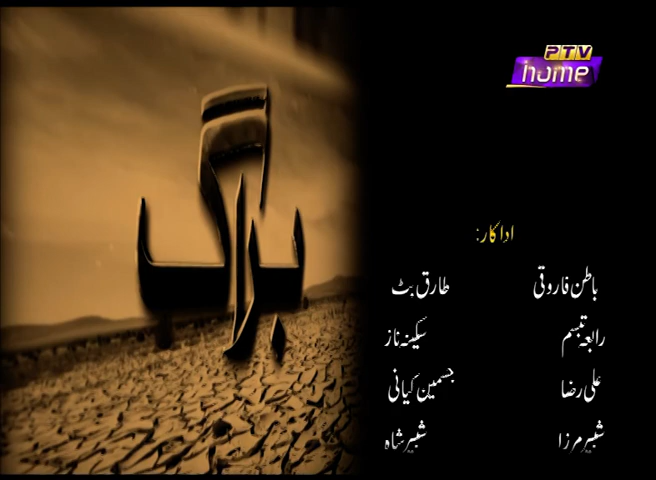 PTV
home
بیراگ
اداکار:
باطن فاروقی طارق بٹ
رابعہ تبسم سکینہ ناز
علی رضا جسمین کیانی
شبیر مرزا شبیر شاہ